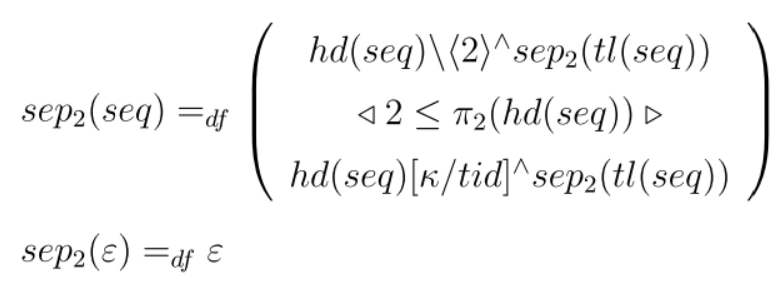 hd(seq)\⟨2⟩^sep₂(tl(seq))
sep₂(seq) =df ( ◁ 2 ≤ π₂(hd(seq)) ▷ )
hd(seq)[κ/tid]^sep₂(tl(seq))
sep₂(ε) =df ε